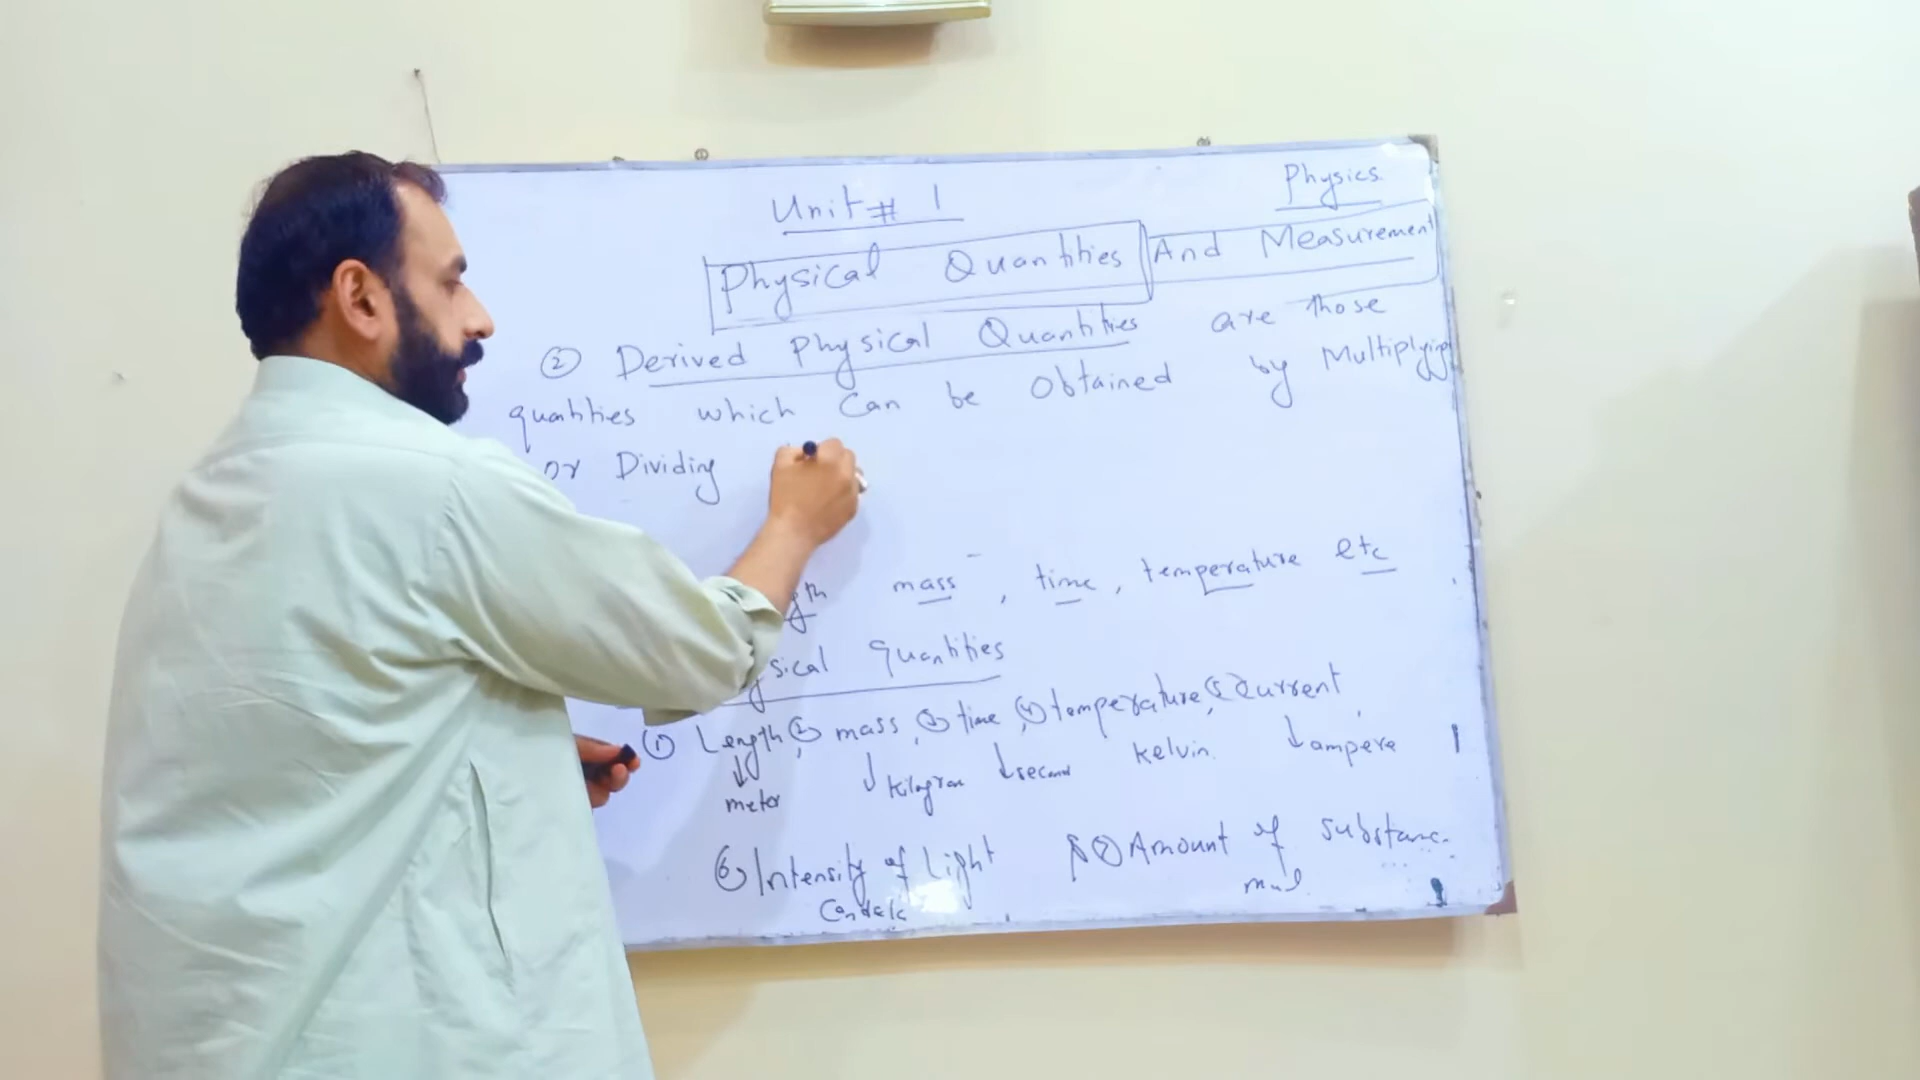 Physics
Unit # 1
Physical Quantities And Measurement
② Derived Physical Quantities are those
quantities which can be obtained by Multiplying
or Dividing
gth mass , time , temperature etc
sical quantities
① Length, ② mass, ③ time, ④ temperature, ⑤ current
meter kilogram second kelvin ampere
⑥ Intensity of Light ⑦ Amount of substanc
Candela